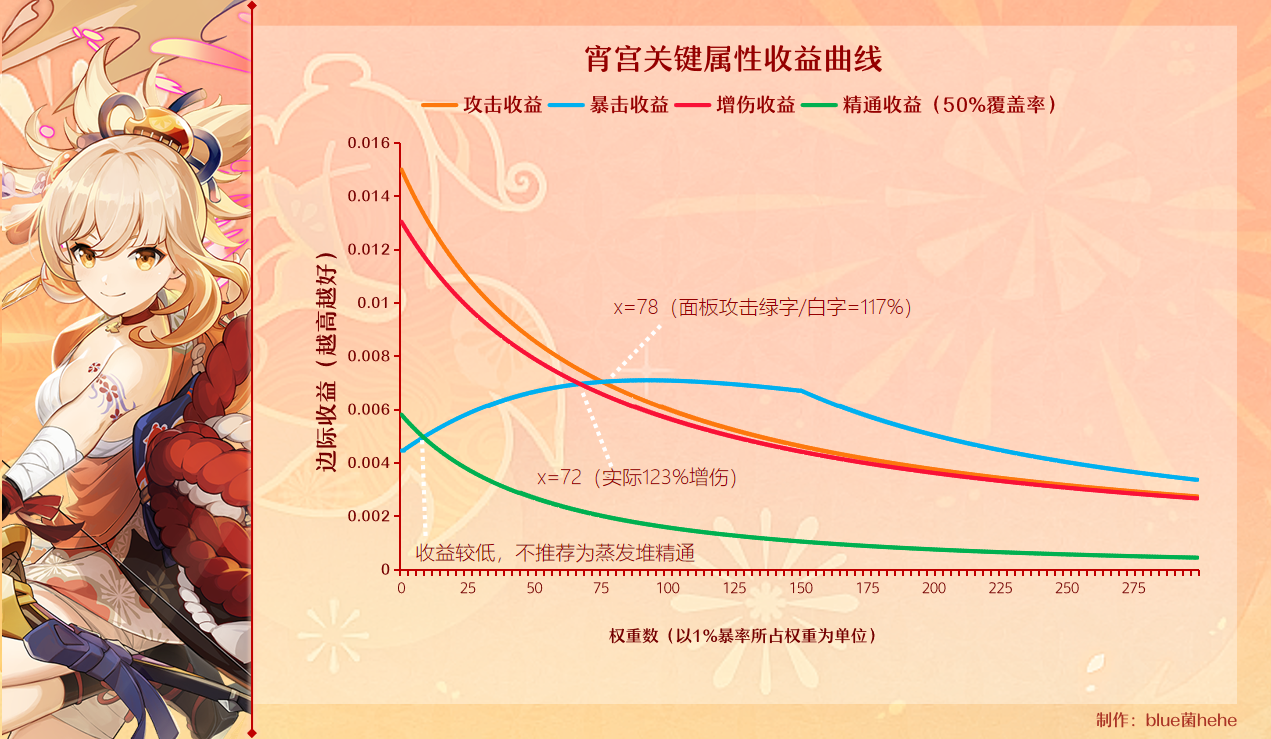 宵宫关键属性收益曲线
攻击收益 暴击收益 增伤收益 精通收益（50%覆盖率）
边际收益（越高越好）
0.016
0.014
0.012
0.01
0.008
0.006
0.004
0.002
0
x=78（面板攻击绿字/白字=117%）
x=72（实际123%增伤）
收益较低，不推荐为蒸发堆精通
0 25 50 75 100 125 150 175 200 225 250 275
权重数（以1%暴率所占权重为单位）
制作：blue菌hehe